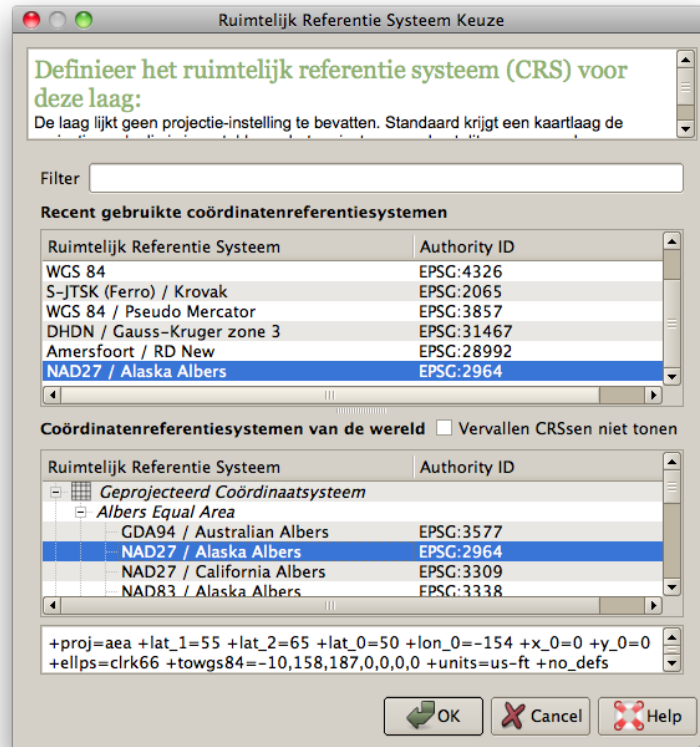 Ruimtelijk Referentie Systeem Keuze
Definieer het ruimtelijk referentie systeem (CRS) voor
deze laag:
De laag lijkt geen projectie-instelling te bevatten. Standaard krijgt een kaartlaag de
Filter
Recent gebruikte coördinatenreferentiesystemen
Ruimtelijk Referentie Systeem Authority ID
WGS 84 EPSG:4326
S-JTSK (Ferro) / Krovak EPSG:2065
WGS 84 / Pseudo Mercator EPSG:3857
DHDN / Gauss-Kruger zone 3 EPSG:31467
Amersfoort / RD New EPSG:28992
NAD27 / Alaska Albers EPSG:2964
Coördinatenreferentiesystemen van de wereld Vervallen CRSsen niet tonen
Ruimtelijk Referentie Systeem Authority ID
Geprojecteerd Coördinaatsysteem
Albers Equal Area
GDA94 / Australian Albers EPSG:3577
NAD27 / Alaska Albers EPSG:2964
NAD27 / California Albers EPSG:3309
NAD83 / Alaska Albers EPSG:3338
+proj=aea +lat_1=55 +lat_2=65 +lat_0=50 +lon_0=-154 +x_0=0 +y_0=0
+ellps=clrk66 +towgs84=-10,158,187,0,0,0,0 +units=us-ft +no_defs
OK Cancel Help